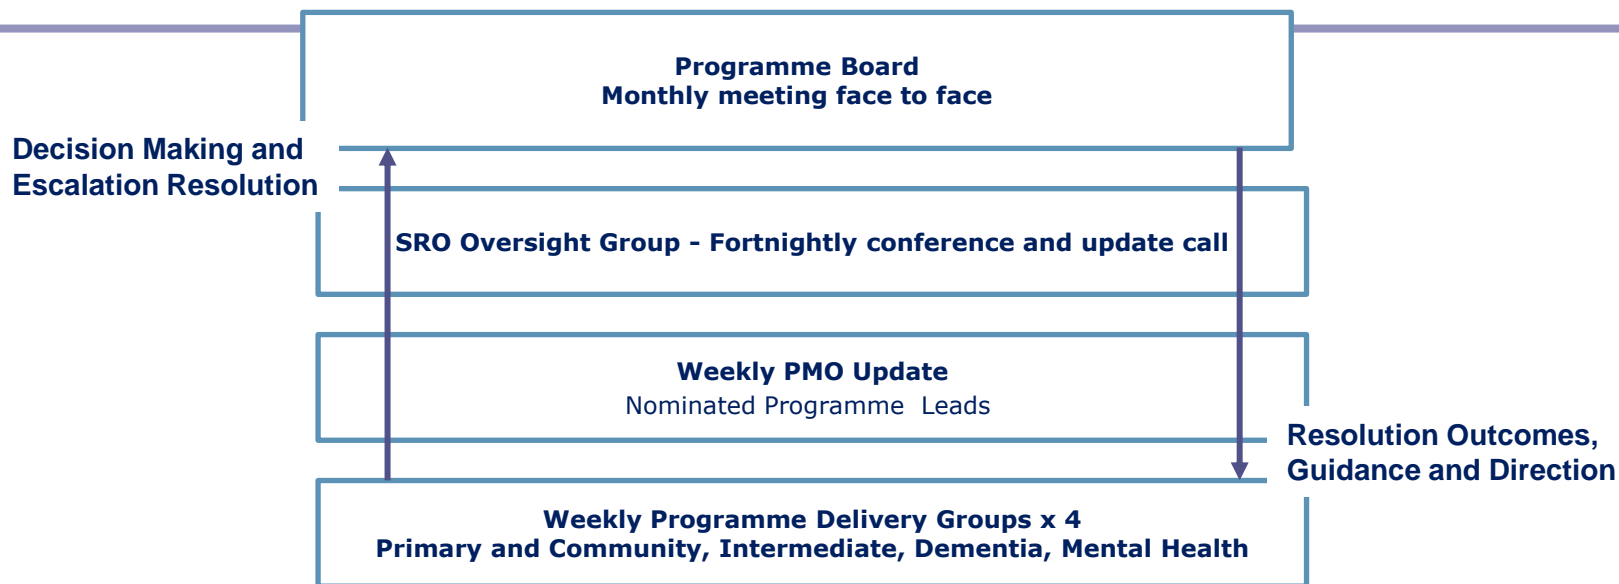 Programme Board
Monthly meeting face to face
Decision Making and
Escalation Resolution
SRO Oversight Group - Fortnightly conference and update call
Weekly PMO Update
Nominated Programme Leads
Resolution Outcomes,
Guidance and Direction
Weekly Programme Delivery Groups x 4
Primary and Community, Intermediate, Dementia, Mental Health